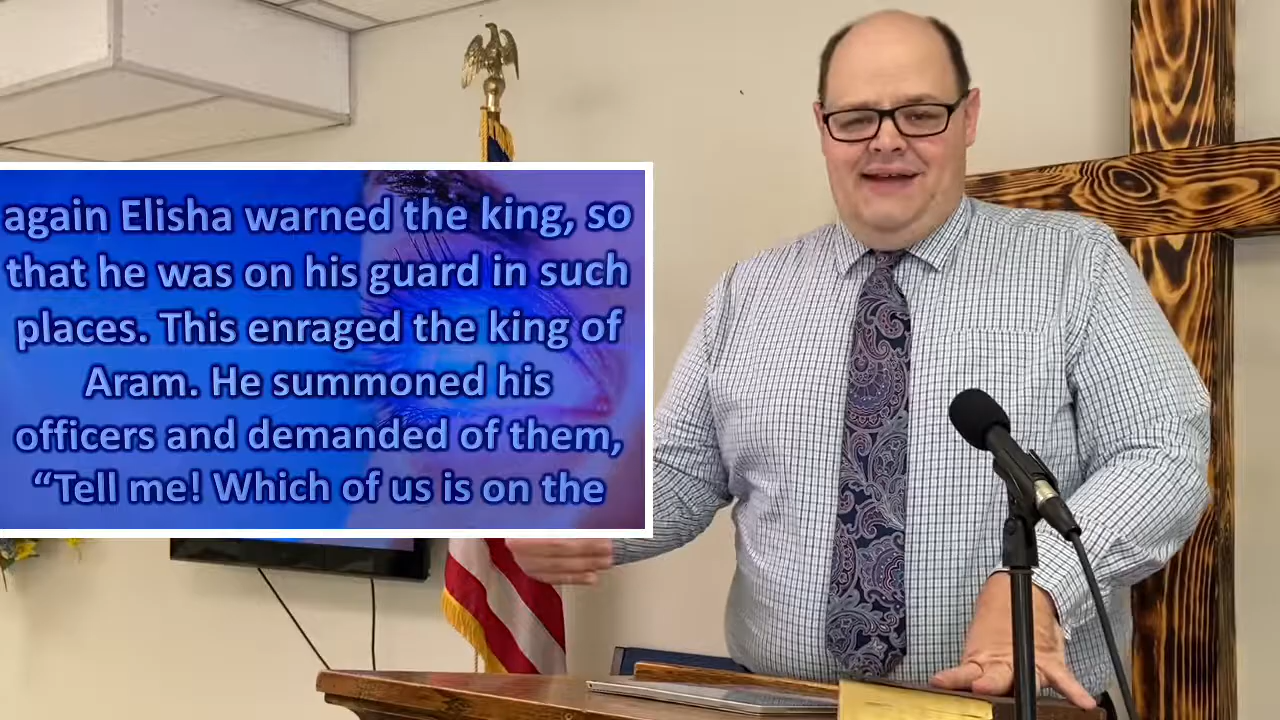 again Elisha warned the king, so
that he was on his guard in such
places. This enraged the king of
Aram. He summoned his
officers and demanded of them,
“Tell me! Which of us is on the